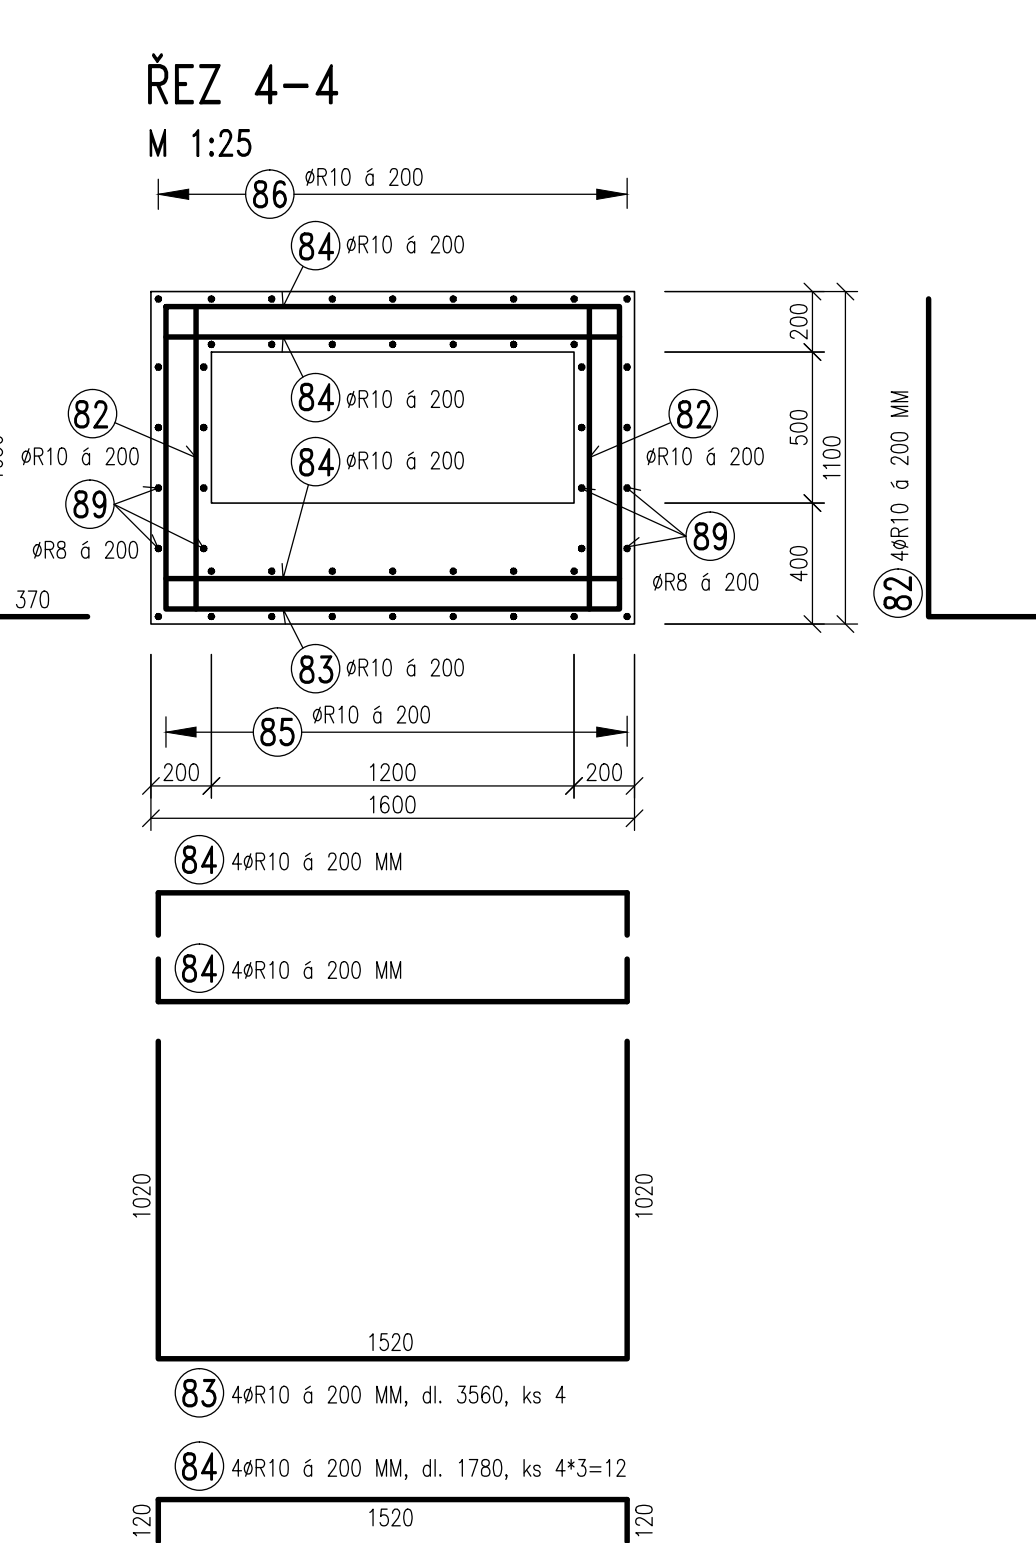 ŘEZ 4-4
M 1:25
86 øR10 á 200
84 øR10 á 200
200
84 øR10 á 200
82
øR10 á 200
82
øR10 á 200
84 øR10 á 200
500
1100
89
øR8 á 200
89
øR8 á 200
400
82 4øR10 á 200 MM
370
83 øR10 á 200
85 øR10 á 200
200 1200 200
1600
84 4øR10 á 200 MM
84 4øR10 á 200 MM
1020
1020
1520
83 4øR10 á 200 MM, dl. 3560, ks 4
84 4øR10 á 200 MM, dl. 1780, ks 4*3=12
120
1520
120